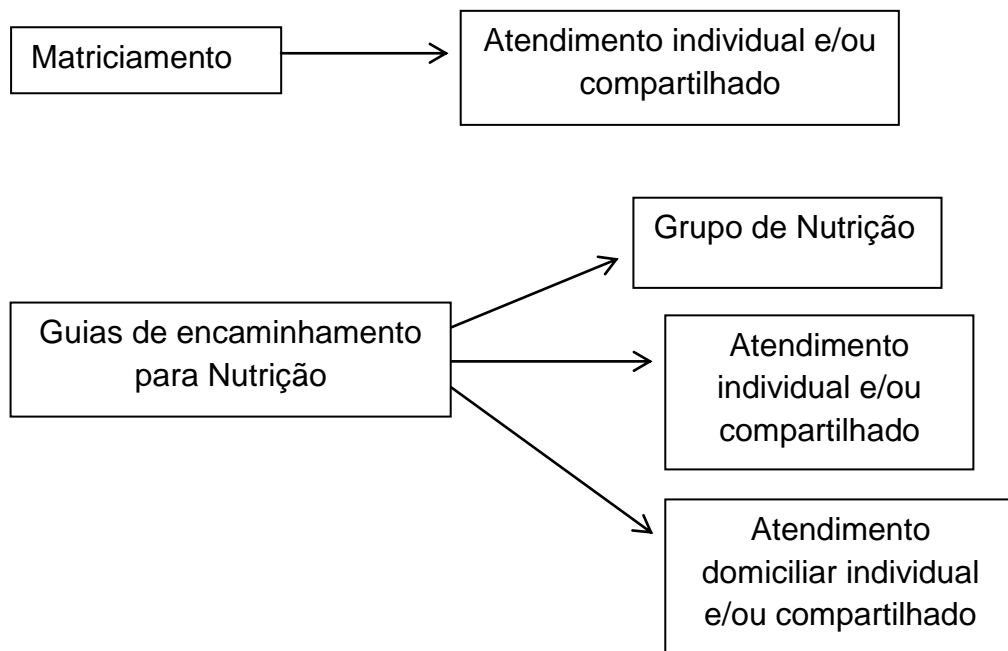 Matriciamento
Atendimento individual e/ou
compartilhado
Grupo de Nutrição
Guias de encaminhamento
para Nutrição
Atendimento
individual e/ou
compartilhado
Atendimento
domiciliar individual
e/ou compartilhado